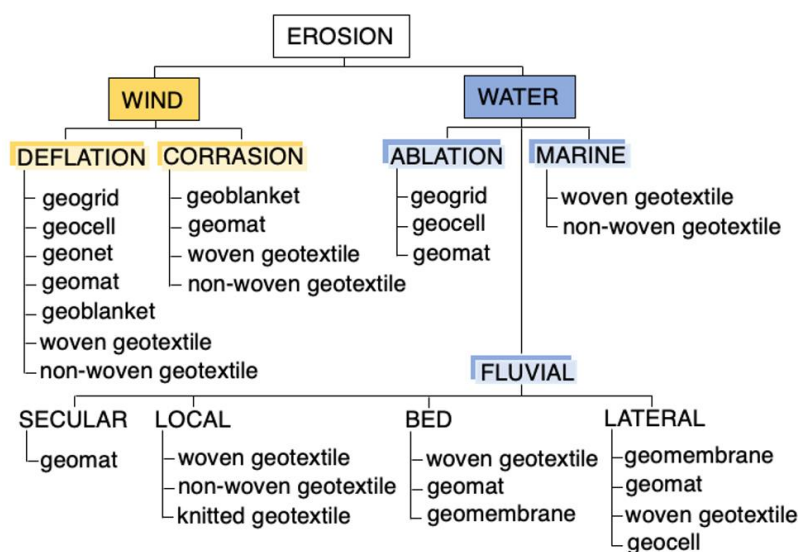 EROSION
WIND
WATER
DEFLATION
geogrid
geocell
geonet
geomat
geoblanket
woven geotextile
non-woven geotextile
CORRASION
geoblanket
geomat
woven geotextile
non-woven geotextile
ABLATION
geogrid
geocell
geomat
MARINE
woven geotextile
non-woven geotextile
FLUVIAL
SECULAR
geomat
LOCAL
woven geotextile
non-woven geotextile
knitted geotextile
BED
woven geotextile
geomat
geomembrane
LATERAL
geomembrane
geomat
woven geotextile
geocell